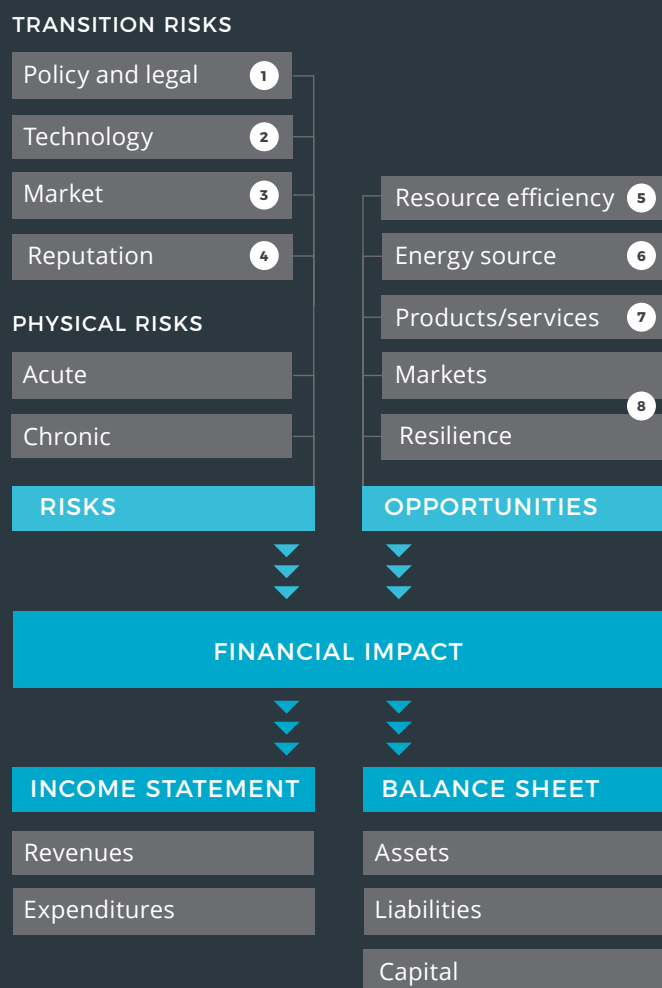 TRANSITION RISKS
Policy and legal 1
Technology 2
Market 3
Reputation 4
PHYSICAL RISKS
Acute
Chronic
RISKS
Resource efficiency 5
Energy source 6
Products/services 7
Markets
8
Resilience
OPPORTUNITIES
FINANCIAL IMPACT
INCOME STATEMENT
Revenues
Expenditures
BALANCE SHEET
Assets
Liabilities
Capital